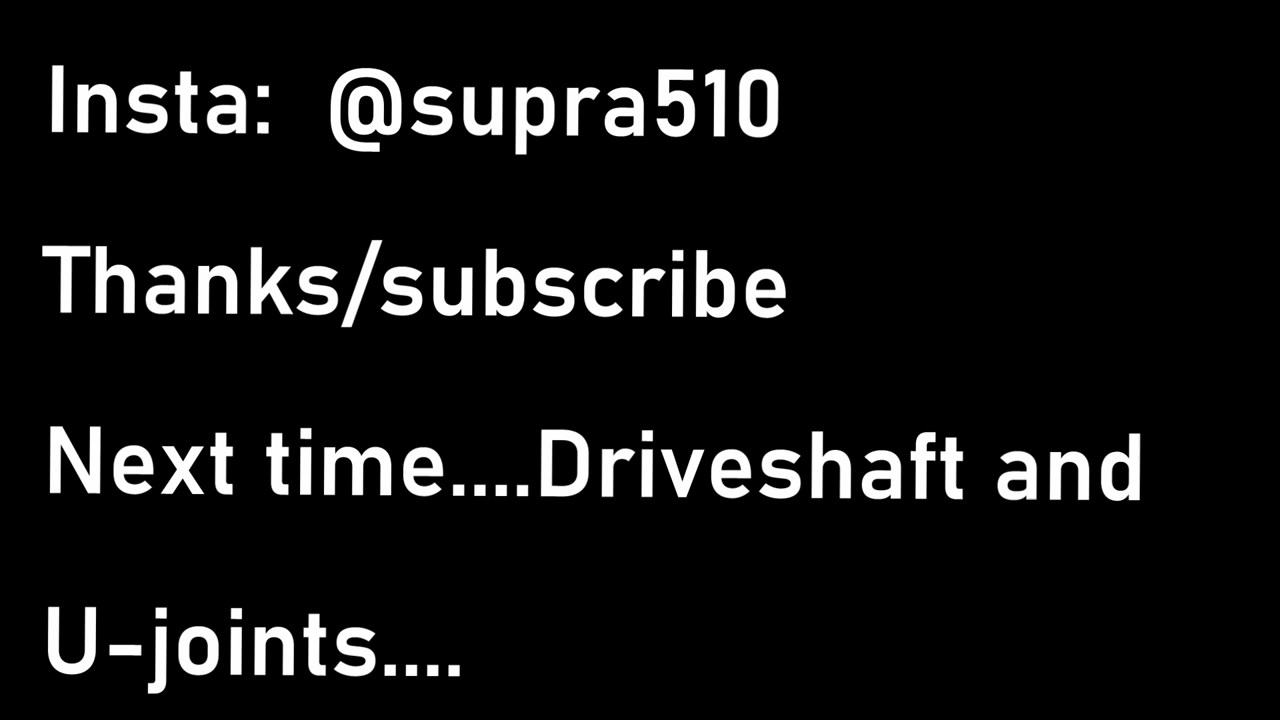 Insta:  @supra510
Thanks/subscribe
Next time....Driveshaft and
U-joints....